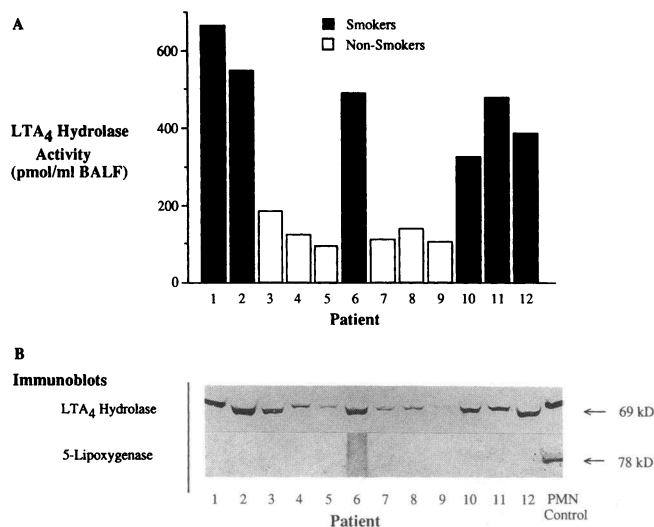 A
Smokers
Non-Smokers
600
400
200
0
LTA4 Hydrolase
Activity
(pmol/ml BALF)
1 2 3 4 5 6 7 8 9 10 11 12
Patient
B
Immunoblots
LTA4 Hydrolase
← 69 kD
5-Lipoxygenase
← 78 kD
1 2 3 4 5 6 7 8 9 10 11 12 PMN
Control
Patient